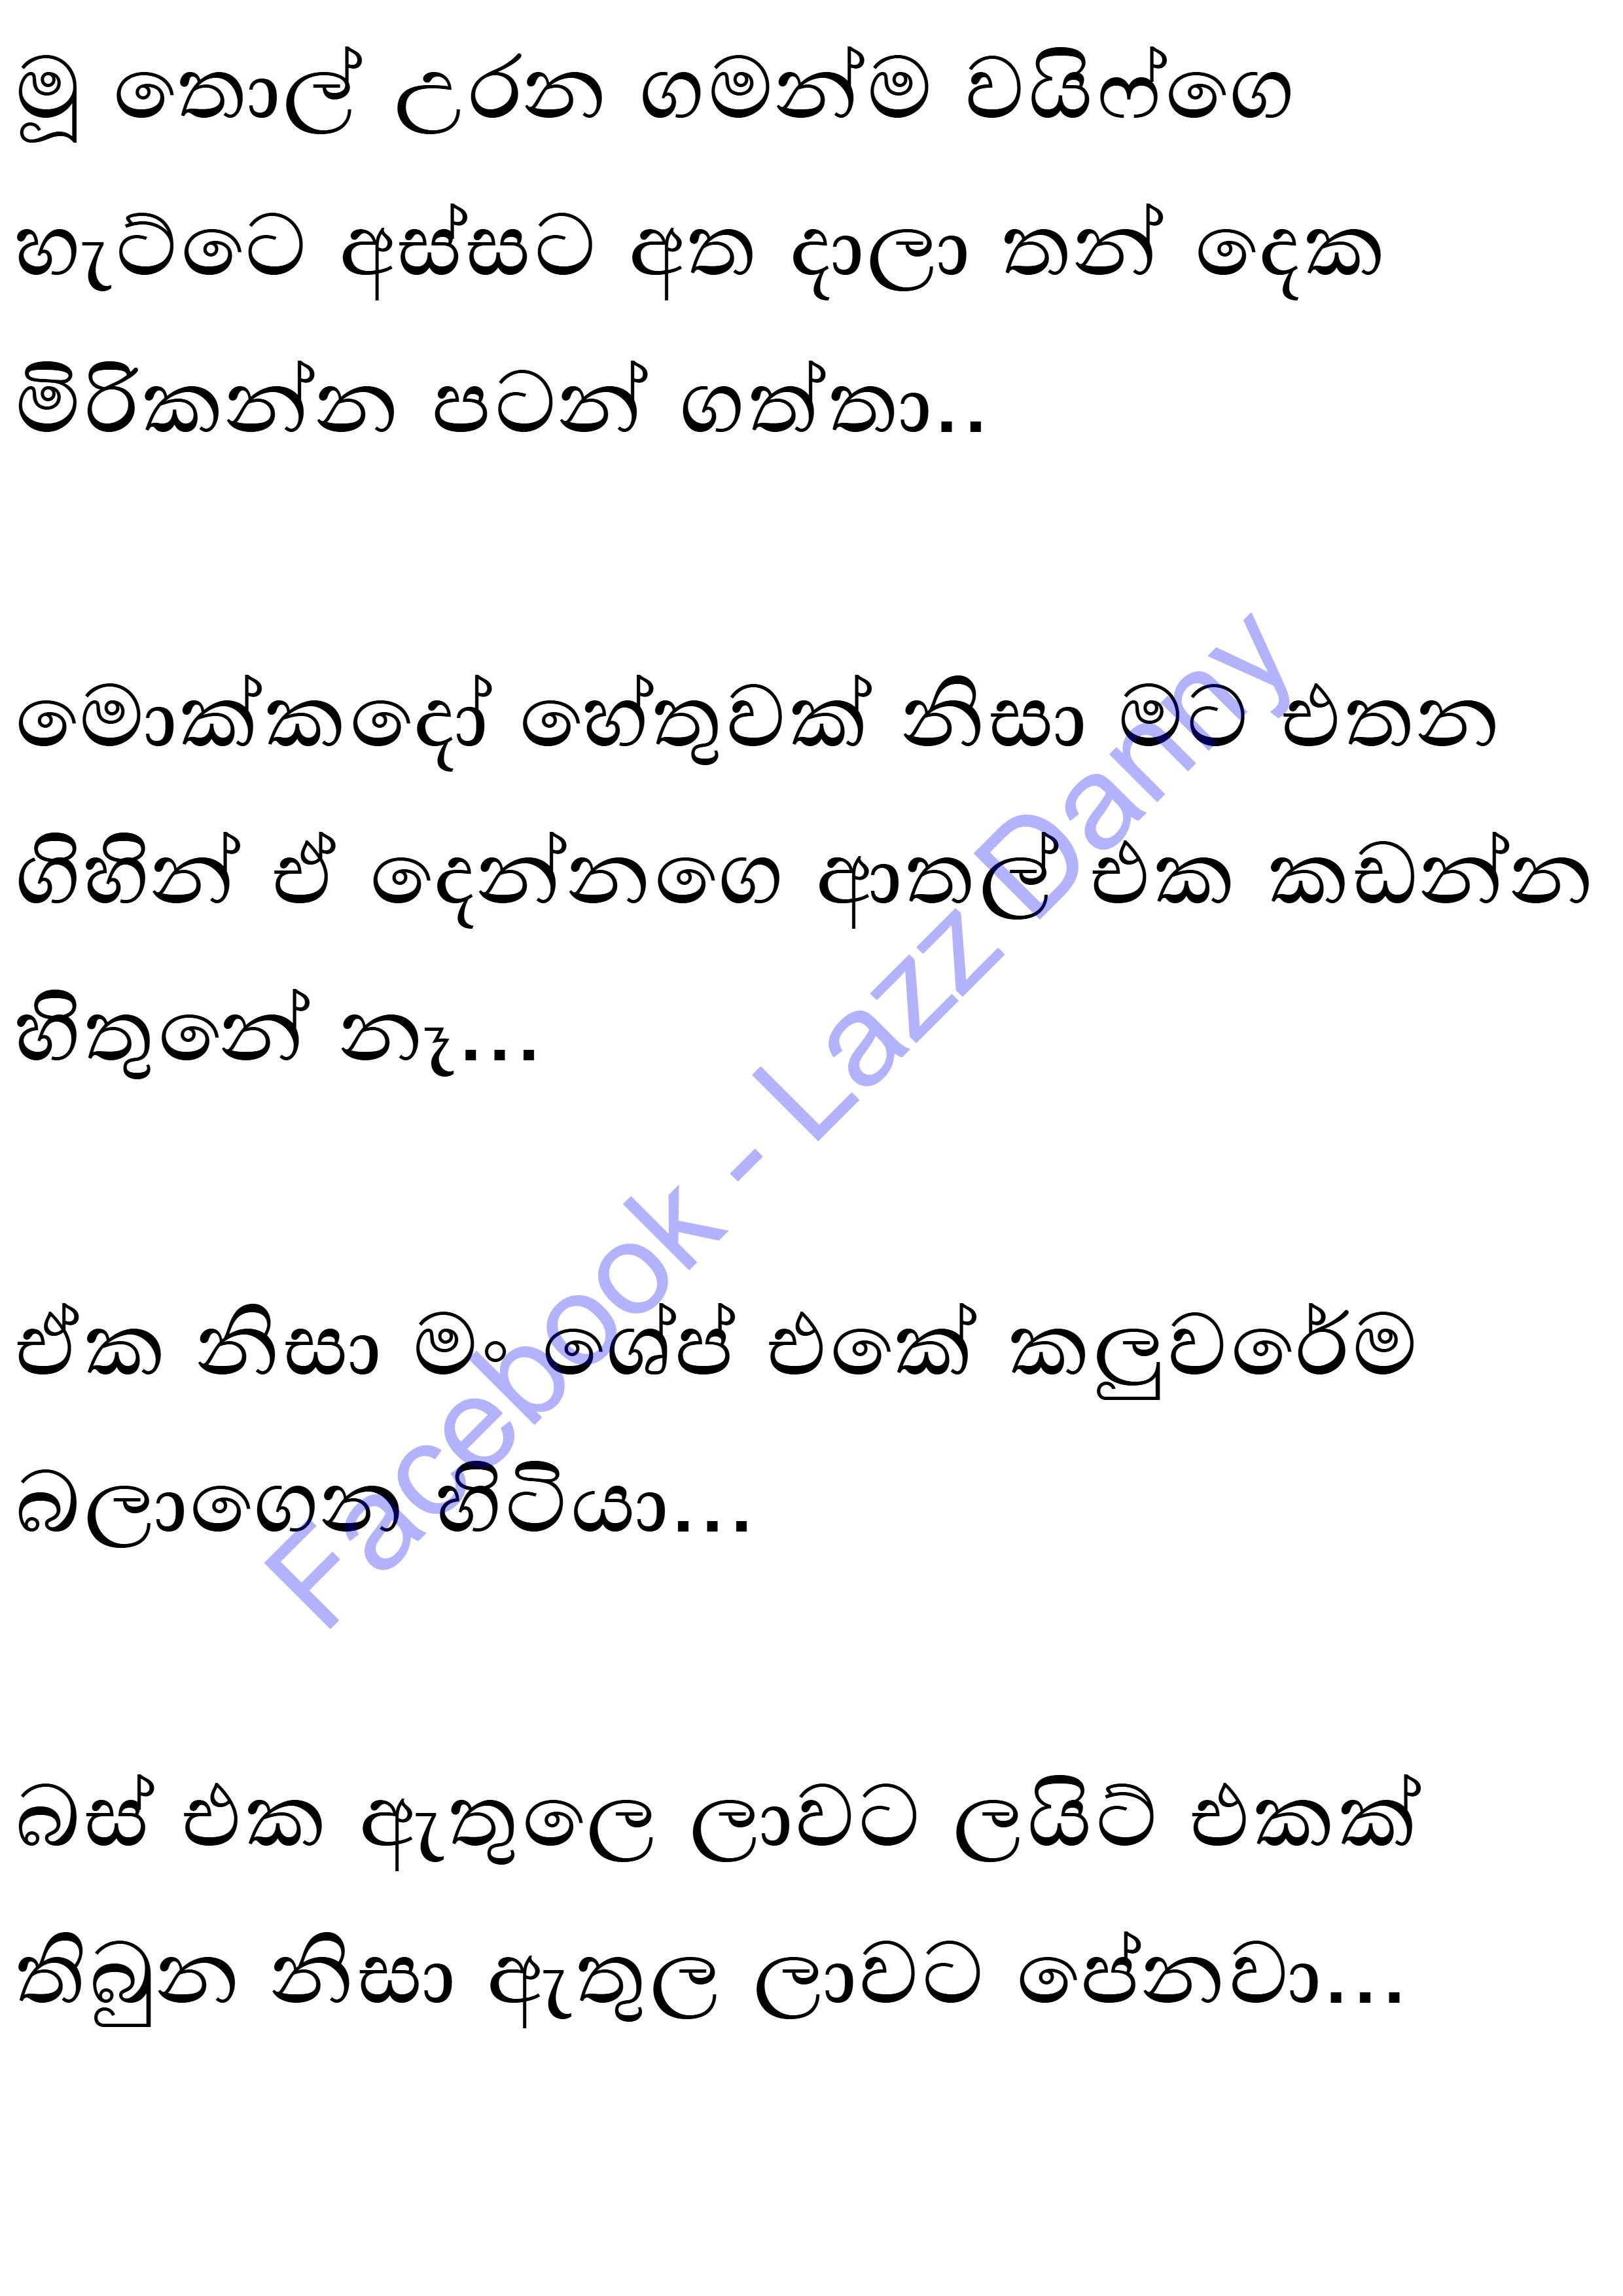 මූ තොල් උරන ගමන්ම වයිෆ්ගෙ
හැට්ටෙ අස්සට අත දාලා තන් දෙක
මිරිකන්න පටන් ගත්තා..
මොක්කදෝ හේතුවක් නිසා මට එතන
ගිහින් ඒ දෙන්නගෙ ආතල් එක කඩන්න
හිතුනේ නෑ...
ඒක නිසා මං ශේප් එකේ කලුවරේම
බලාගෙන හිටියා...
බස් එක ඇතුලෙ ලාවට ලයිට් එකක්
තිබුන නිසා ඇතුල ලාවට පේනවා...
Facebook - Lazz Danny